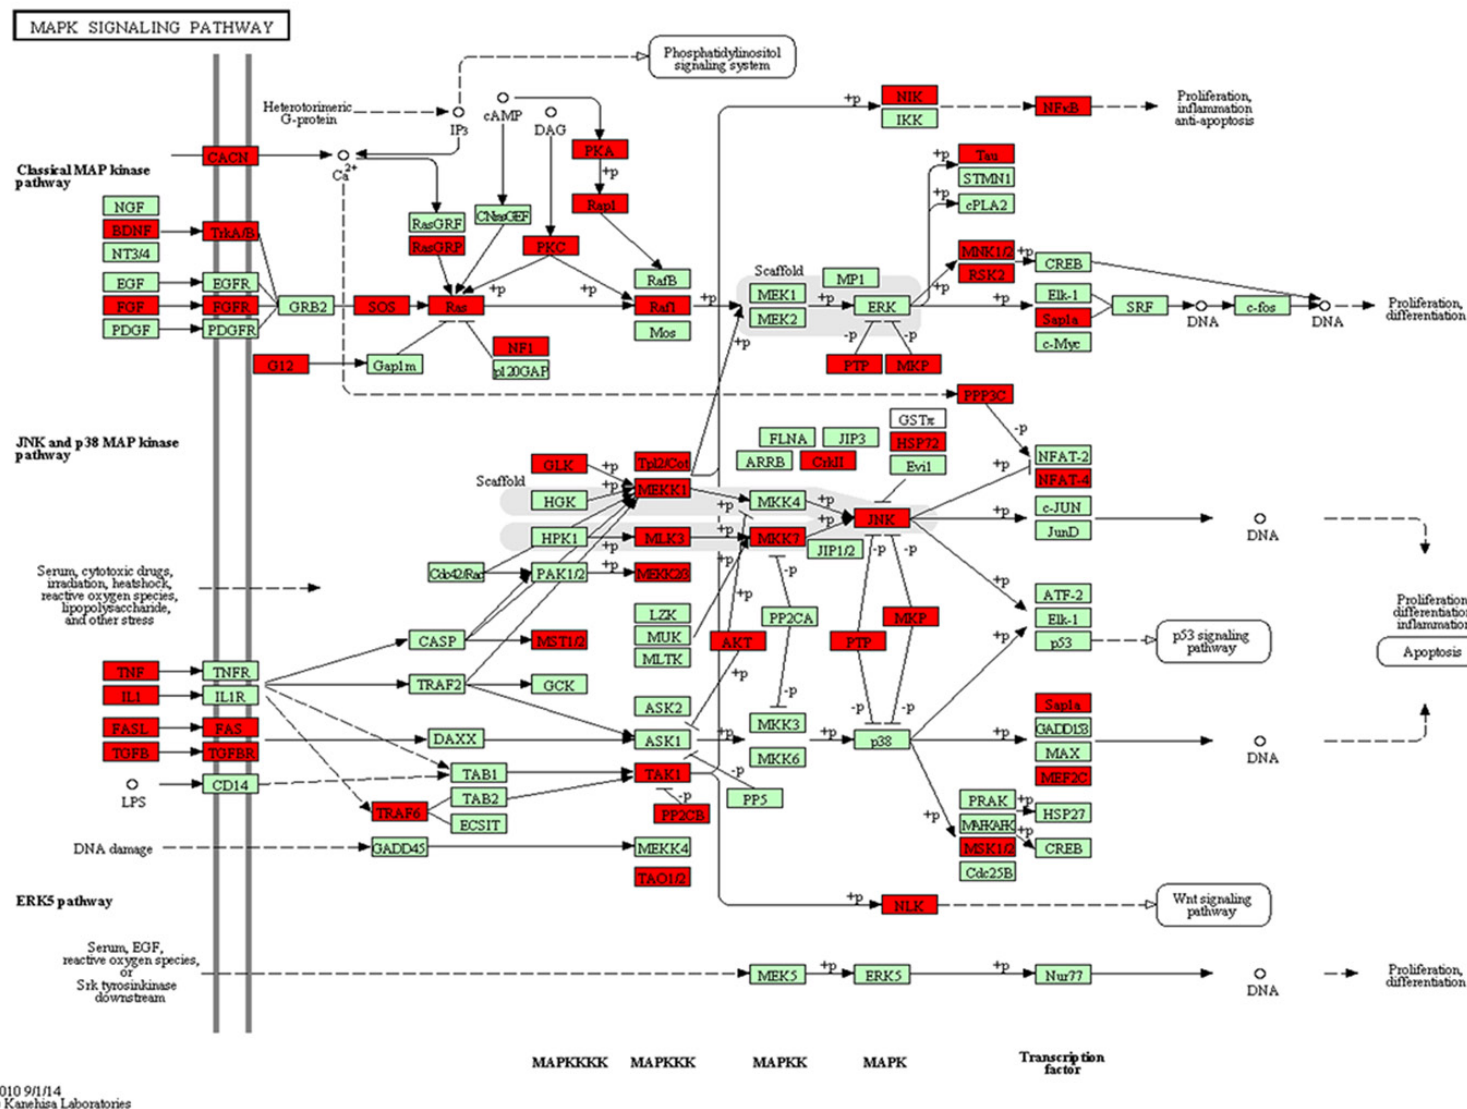 MAPK SIGNALING PATHWAY
Phosphatidylinositol
signaling system
Heterotorimeric
G-protein
IP3
cAMP
DAG
Ca2+
+p
NIK
IKK
NFκB
Proliferation,
inflammation
anti-apoptosis
Classical MAP kinase
pathway
CACN
PKA
+p
Rap1
+p
Tau
STMN1
+p
cPLA2
NGF
BDNF
NT3/4
TrkA/B
RasGRF
RasGRP
CNrasGEF
PKC
EGF
EGFR
FGF
FGFR
PDGF
PDGFR
GRB2
SOS
Ras
+p
+p
RafB
Raf1
Mos
+p
Scaffold
MP1
MEK1
MEK2
+p
ERK
+p
MNK1/2
RSK2
+p
CREB
+p
Elk-1
Sap1a
c-Myc
SRF
DNA
c-fos
DNA
Proliferation,
differentiation
G12
Gap1m
NF1
p120GAP
+p
-p
-p
PTP
MKP
PPP3C
-p
JNK and p38 MAP kinase
pathway
GSTπ
HSP72
Evi1
FLNA
JIP3
ARRB
CrkII
NFAT-2
NFAT-4
+p
c-JUN
JunD
DNA
Scaffold
GLK
+p
Tpl2/Cot
+p
MEKK1
HGK
+p
+p
MKK4
+p
JNK
+p
HPK1
+p
MLK3
+p
MKK7
+p
JIP1/2
Cdc42/Rac
PAK1/2
+p
MEKK2/3
+p
-p
-p
-p
+p
Serum, cytotoxic drugs,
irradiation, heatshock,
reactive oxygen species,
lipopolysaccharide,
and other stress
LZK
MUK
MLTK
+p
AKT
PP2CA
PTP
MKP
ATF-2
Elk-1
p53
+p
p53 signaling
pathway
Proliferation
differentiation
inflammation
Apoptosis
CASP
MST1/2
TNF
TNFR
IL1
IL1R
TRAF2
GCK
+p
-p
-p
-p
FASL
FAS
TGFB
TGFBR
DAXX
ASK2
ASK1
+p
MKK3
MKK6
+p
p38
+p
Sap1a
GADD153
MAX
MEF2C
DNA
LPS
CD14
TAB1
TAB2
ECSIT
TRAF6
TAK1
-p
-p
PP2CB
PP5
+p
PRAK
MAPKAPK
MSK1/2
Cdc25B
+p
+p
HSP27
CREB
DNA damage
GADD45
MEKK4
TAO1/2
ERK5 pathway
+p
NLK
Wnt signaling
pathway
Serum, EGF,
reactive oxygen species,
or
Srk tyrosinkinase
downstream
MEK5
+p
ERK5
+p
Nur77
DNA
Proliferation,
differentiation
MAPKKKK
MAPKKK
MAPKK
MAPK
Transcription
factor
010 9/1/14
Kanehisa Laboratories